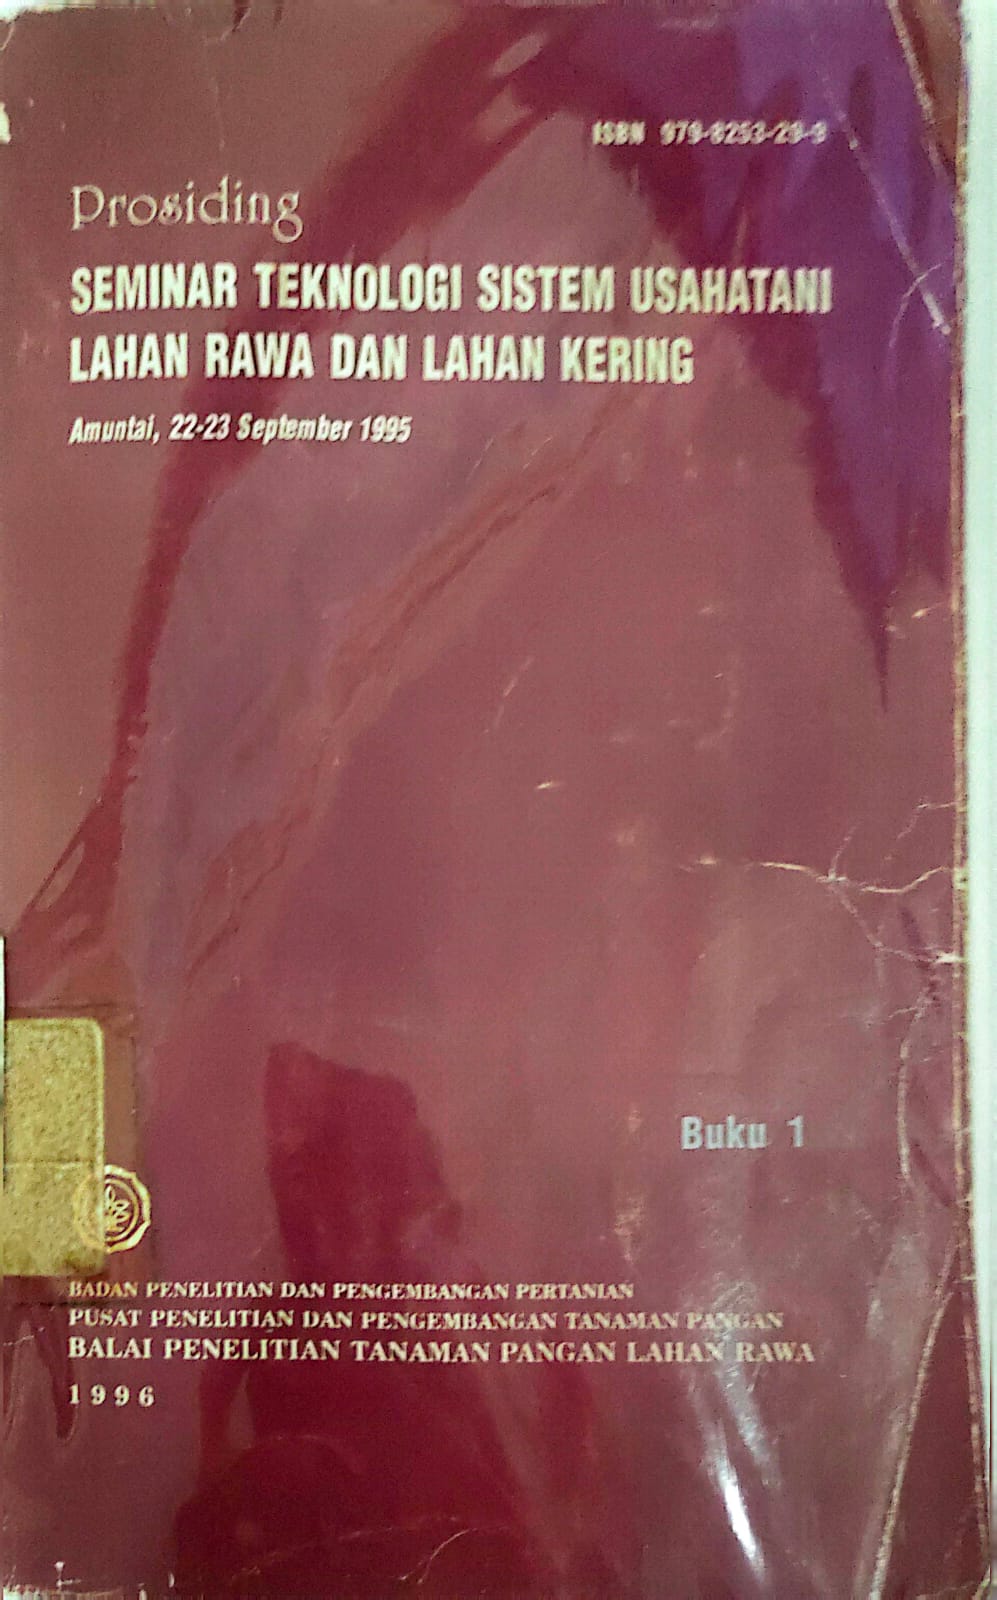 ISBN 979-8253-29-9
Prosiding
SEMINAR TEKNOLOGI SISTEM USAHATANI
LAHAN RAWA DAN LAHAN KERING
Amuntai, 22-23 September 1995
Buku 1
BADAN PENELITIAN DAN PENGEMBANGAN PERTANIAN
PUSAT PENELITIAN DAN PENGEMBANGAN TANAMAN PANGAN
BALAI PENELITIAN TANAMAN PANGAN LAHAN RAWA
1996